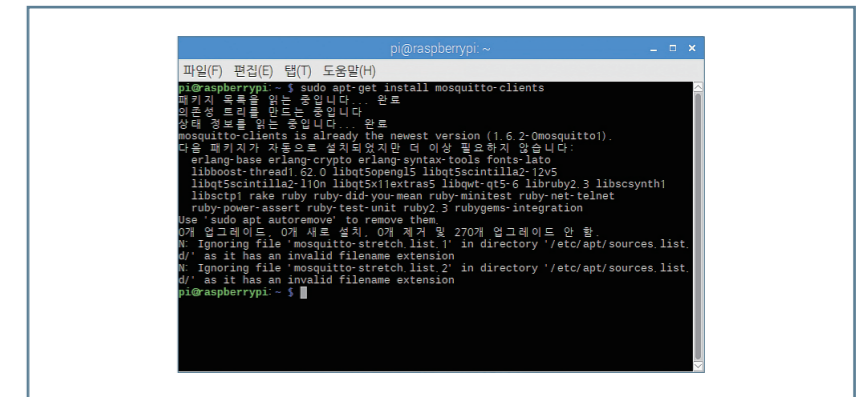 pi@raspberrypi: ~
파일(F) 편집(E) 탭(T) 도움말(H)
pi@raspberrypi:~ $ sudo apt-get install mosquitto-clients
패키지 목록을 읽는 중입니다... 완료
의존성 트리를 만드는 중입니다
상태 정보를 읽는 중입니다... 완료
mosquitto-clients is already the newest version (1.6.2-0mosquitto1).
다음 패키지가 자동으로 설치되었지만 더 이상 필요하지 않습니다:
erlang-base erlang-crypto erlang-syntax-tools fonts-lato
libboost-thread1.62.0 libqt5opengl5 libqt5scintilla2-12v5
libqt5scintilla2-l10n libqt5x11extras5 libqwt-qt5-6 libruby2.3 libscsynth1
libsctp1 rake ruby ruby-did-you-mean ruby-minitest ruby-net-telnet
ruby-power-assert ruby-test-unit ruby2.3 rubygems-integration
Use 'sudo apt autoremove' to remove them.
0개 업그레이드, 0개 새로 설치, 0개 제거 및 270개 업그레이드 안 함.
N: Ignoring file 'mosquitto-stretch.list.1' in directory '/etc/apt/sources.list.
d/' as it has an invalid filename extension
N: Ignoring file 'mosquitto-stretch.list.2' in directory '/etc/apt/sources.list.
d/' as it has an invalid filename extension
pi@raspberrypi:~ $